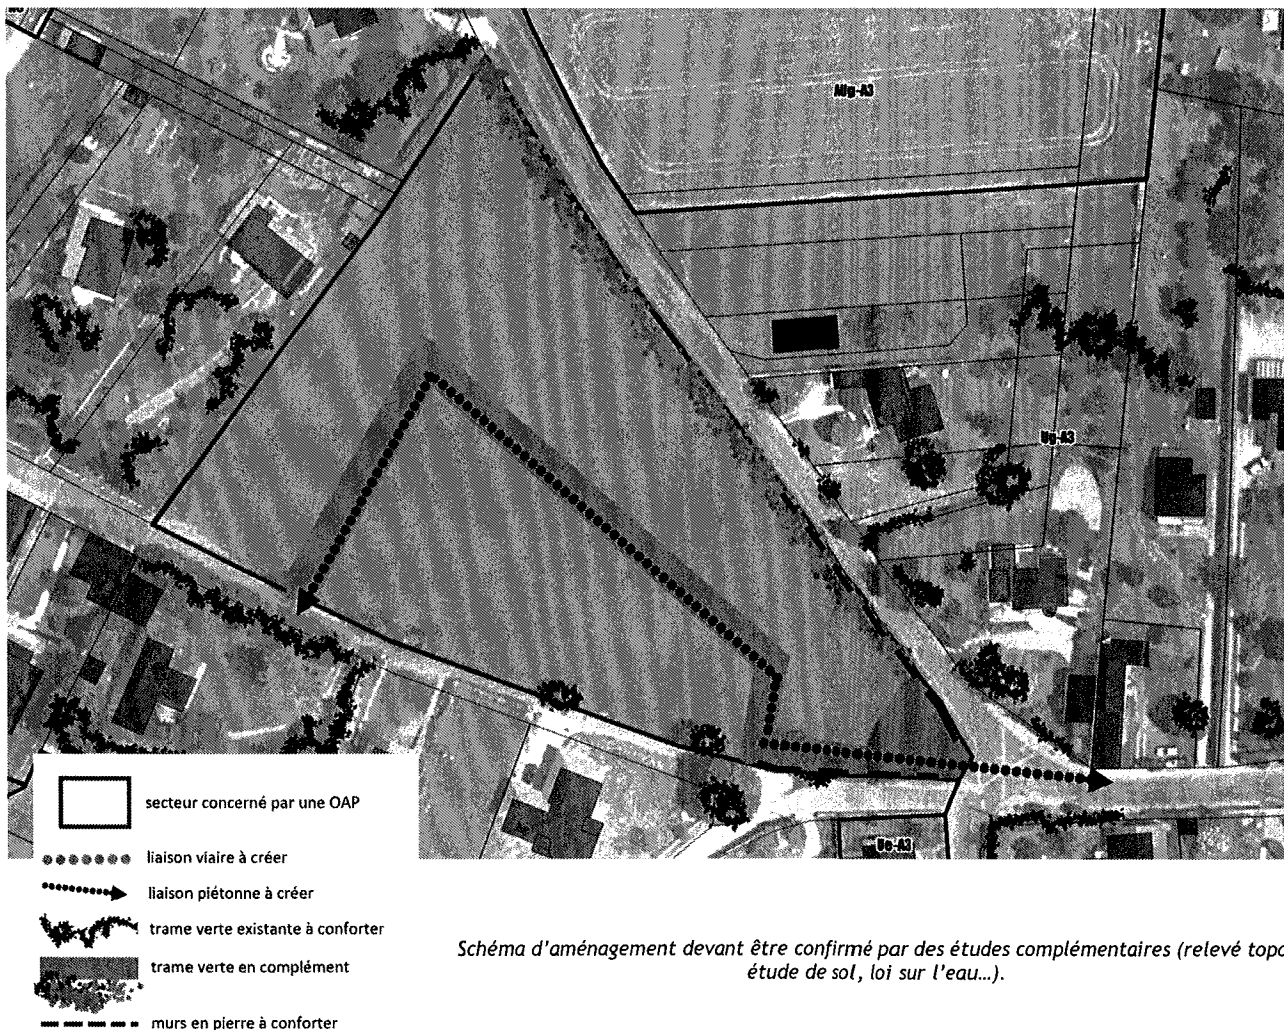 AUg-A3
Ug-A3
Ue-A3
secteur concerné par une OAP
liaison viaire à créer
liaison piétonne à créer
trame verte existante à conforter
trame verte en complément
murs en pierre à conforter
Schéma d'aménagement devant être confirmé par des études complémentaires (relevé topo
étude de sol, loi sur l'eau...).